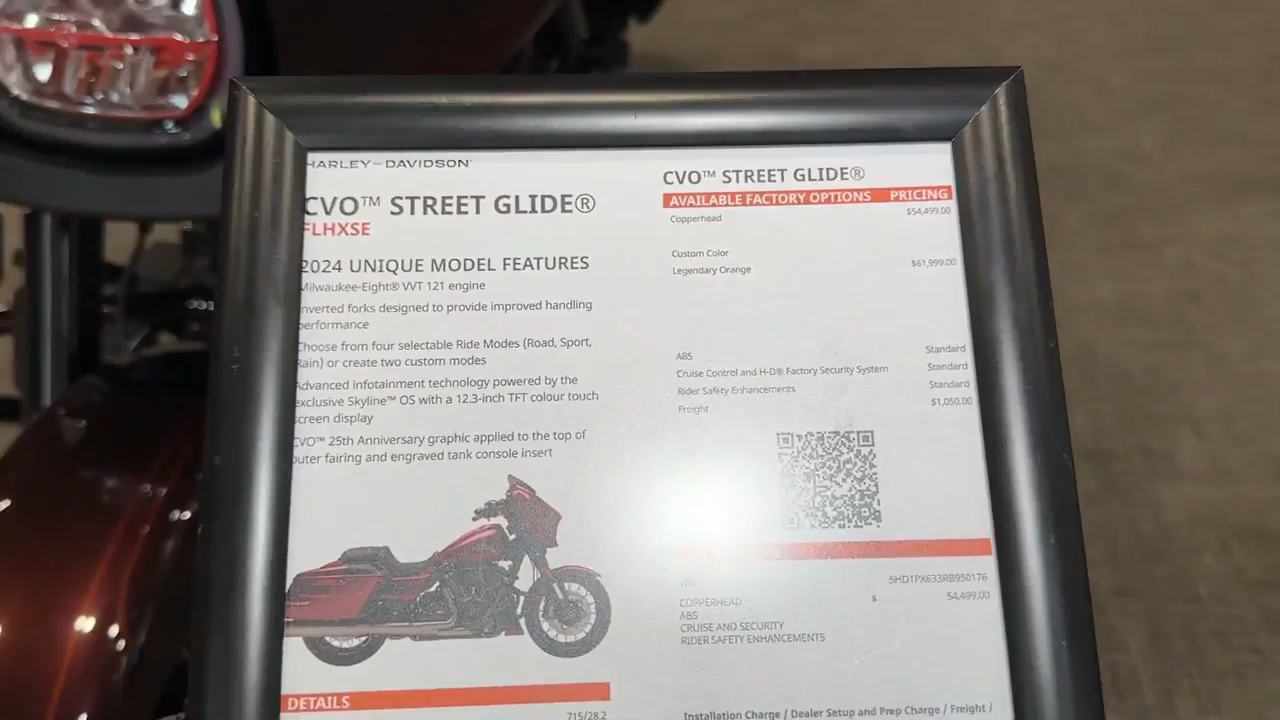 HARLEY-DAVIDSON
CVO™ STREET GLIDE®
FLHXSE
2024 UNIQUE MODEL FEATURES
Milwaukee-Eight® VVT 121 engine
Inverted forks designed to provide improved handling
performance
Choose from four selectable Ride Modes (Road, Sport,
Rain) or create two custom modes
Advanced infotainment technology powered by the
exclusive Skyline™ OS with a 12.3-inch TFT colour touch
screen display
CVO™ 25th Anniversary graphic applied to the top of
outer fairing and engraved tank console insert
DETAILS
715/28.2
CVO™ STREET GLIDE®
AVAILABLE FACTORY OPTIONS PRICING
Copperhead $54,499.00
Custom Color
Legendary Orange $61,999.00
ABS Standard
Cruise Control and H-D® Factory Security System Standard
Rider Safety Enhancements Standard
Freight $1,050.00
VIN 5HD1PX633RB950176
COPPERHEAD $ 54,499.00
ABS
CRUISE AND SECURITY
RIDER SAFETY ENHANCEMENTS
Installation Charge / Dealer Setup and Prep Charge / Freight /